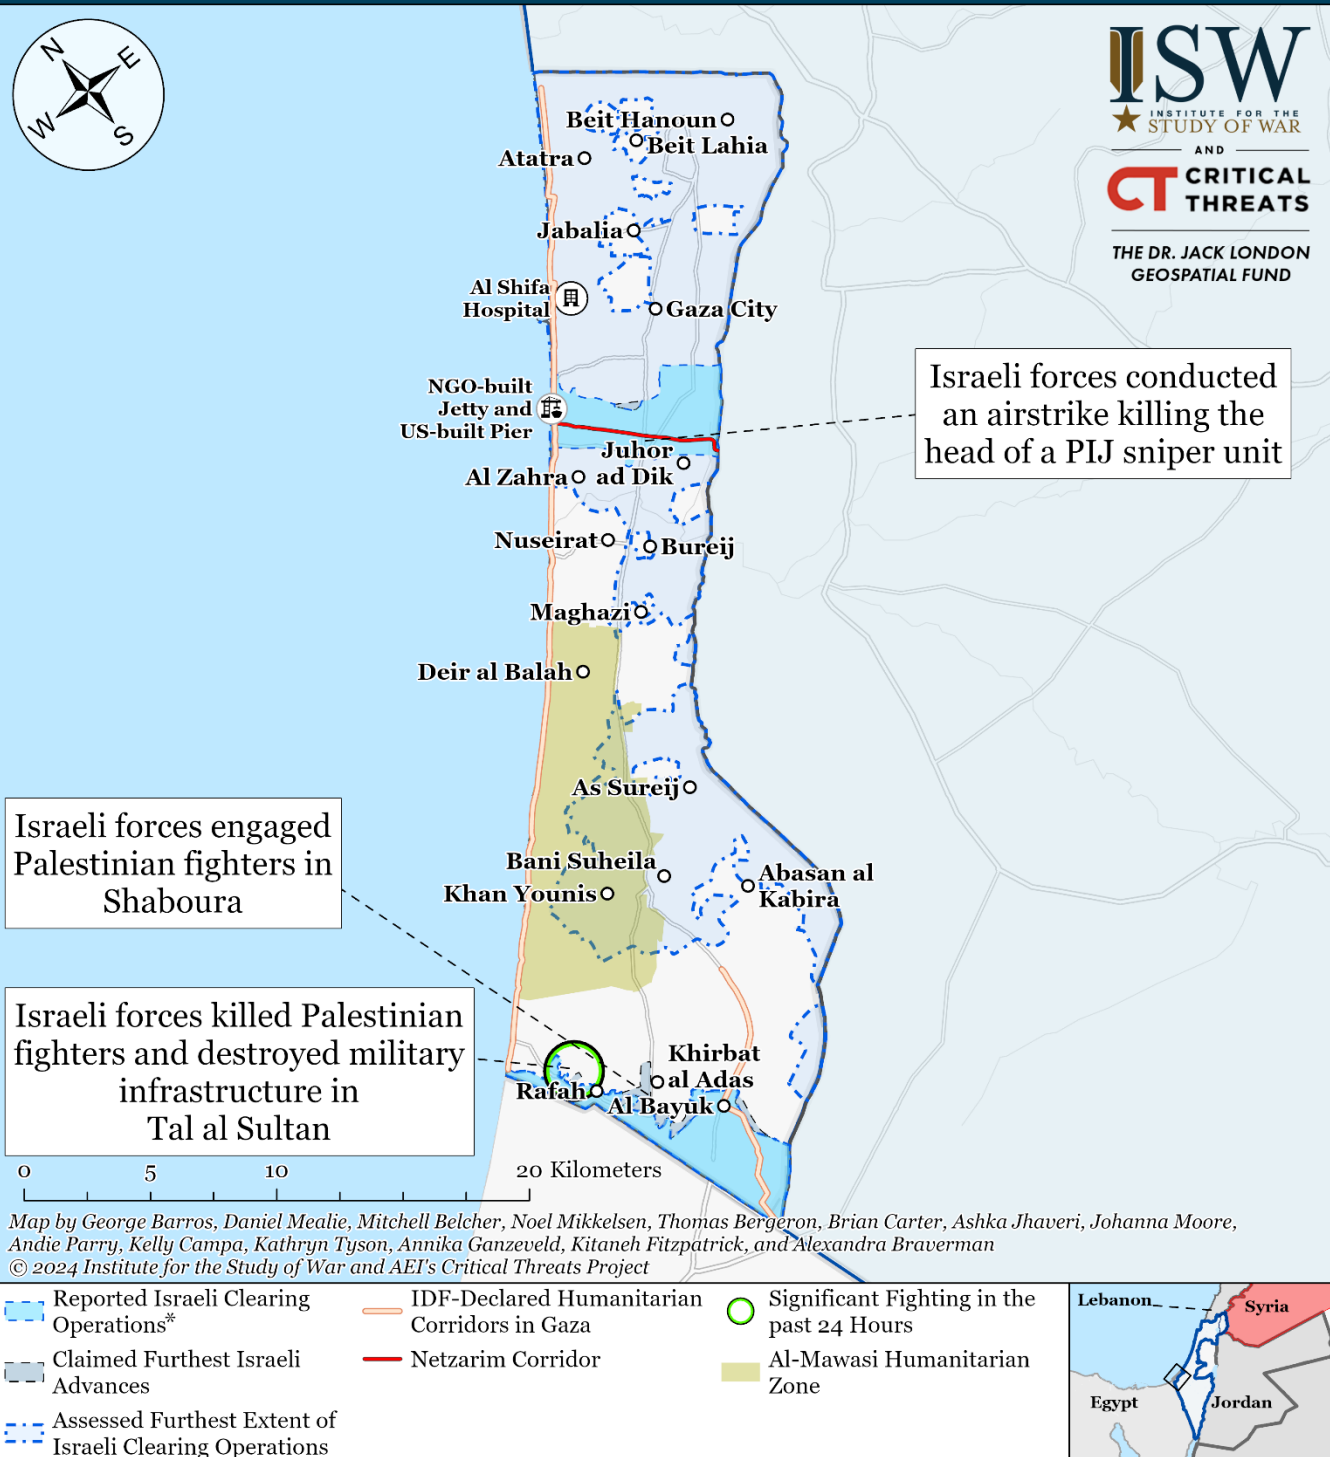 N
E
W
S
ISW
INSTITUTE FOR THE
STUDY OF WAR
AND
CT CRITICAL
THREATS
THE DR. JACK LONDON
GEOSPATIAL FUND
Beit Hanoun
Beit Lahia
Atatra
Jabalia
Al Shifa
Hospital
Gaza City
NGO-built
Jetty and
US-built Pier
Israeli forces conducted
an airstrike killing the
head of a PIJ sniper unit
Juhor
ad Dik
Al Zahra
Nuseirat
Bureij
Maghazi
Deir al Balah
As Sureij
Israeli forces engaged
Palestinian fighters in
Shaboura
Bani Suheila
Abasan al
Kabira
Khan Younis
Israeli forces killed Palestinian
fighters and destroyed military
infrastructure in
Tal al Sultan
Khirbat
al Adas
Rafah
Al Bayuk
0 5 10 20 Kilometers
Map by George Barros, Daniel Mealie, Mitchell Belcher, Noel Mikkelsen, Thomas Bergeron, Brian Carter, Ashka Jhaveri, Johanna Moore,
Andie Parry, Kelly Campa, Kathryn Tyson, Annika Ganzeveld, Kitaneh Fitzpatrick, and Alexandra Braverman
© 2024 Institute for the Study of War and AEI's Critical Threats Project
Reported Israeli Clearing
Operations*
Claimed Furthest Israeli
Advances
Assessed Furthest Extent of
Israeli Clearing Operations
IDF-Declared Humanitarian
Corridors in Gaza
Netzarim Corridor
Significant Fighting in the
past 24 Hours
Al-Mawasi Humanitarian
Zone
Lebanon
Syria
Egypt
Jordan